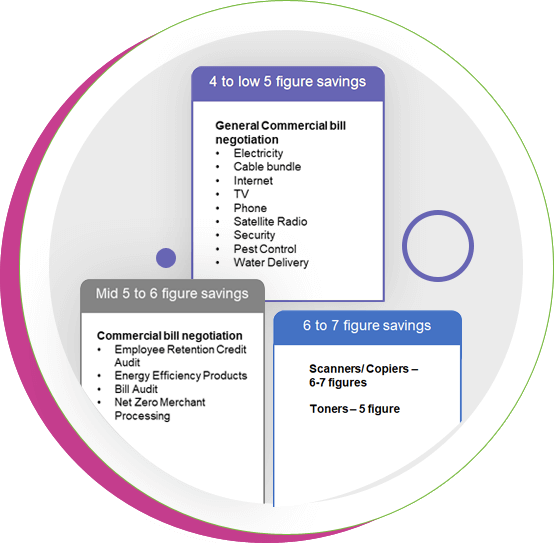 4 to low 5 figure savings
General Commercial bill
negotiation
• Electricity
• Cable bundle
• Internet
• TV
• Phone
• Satellite Radio
• Security
• Pest Control
• Water Delivery
Mid 5 to 6 figure savings
Commercial bill negotiation
• Employee Retention Credit
Audit
• Energy Efficiency Products
• Bill Audit
• Net Zero Merchant
Processing
6 to 7 figure savings
Scanners/ Copiers –
6-7 figures
Toners – 5 figure